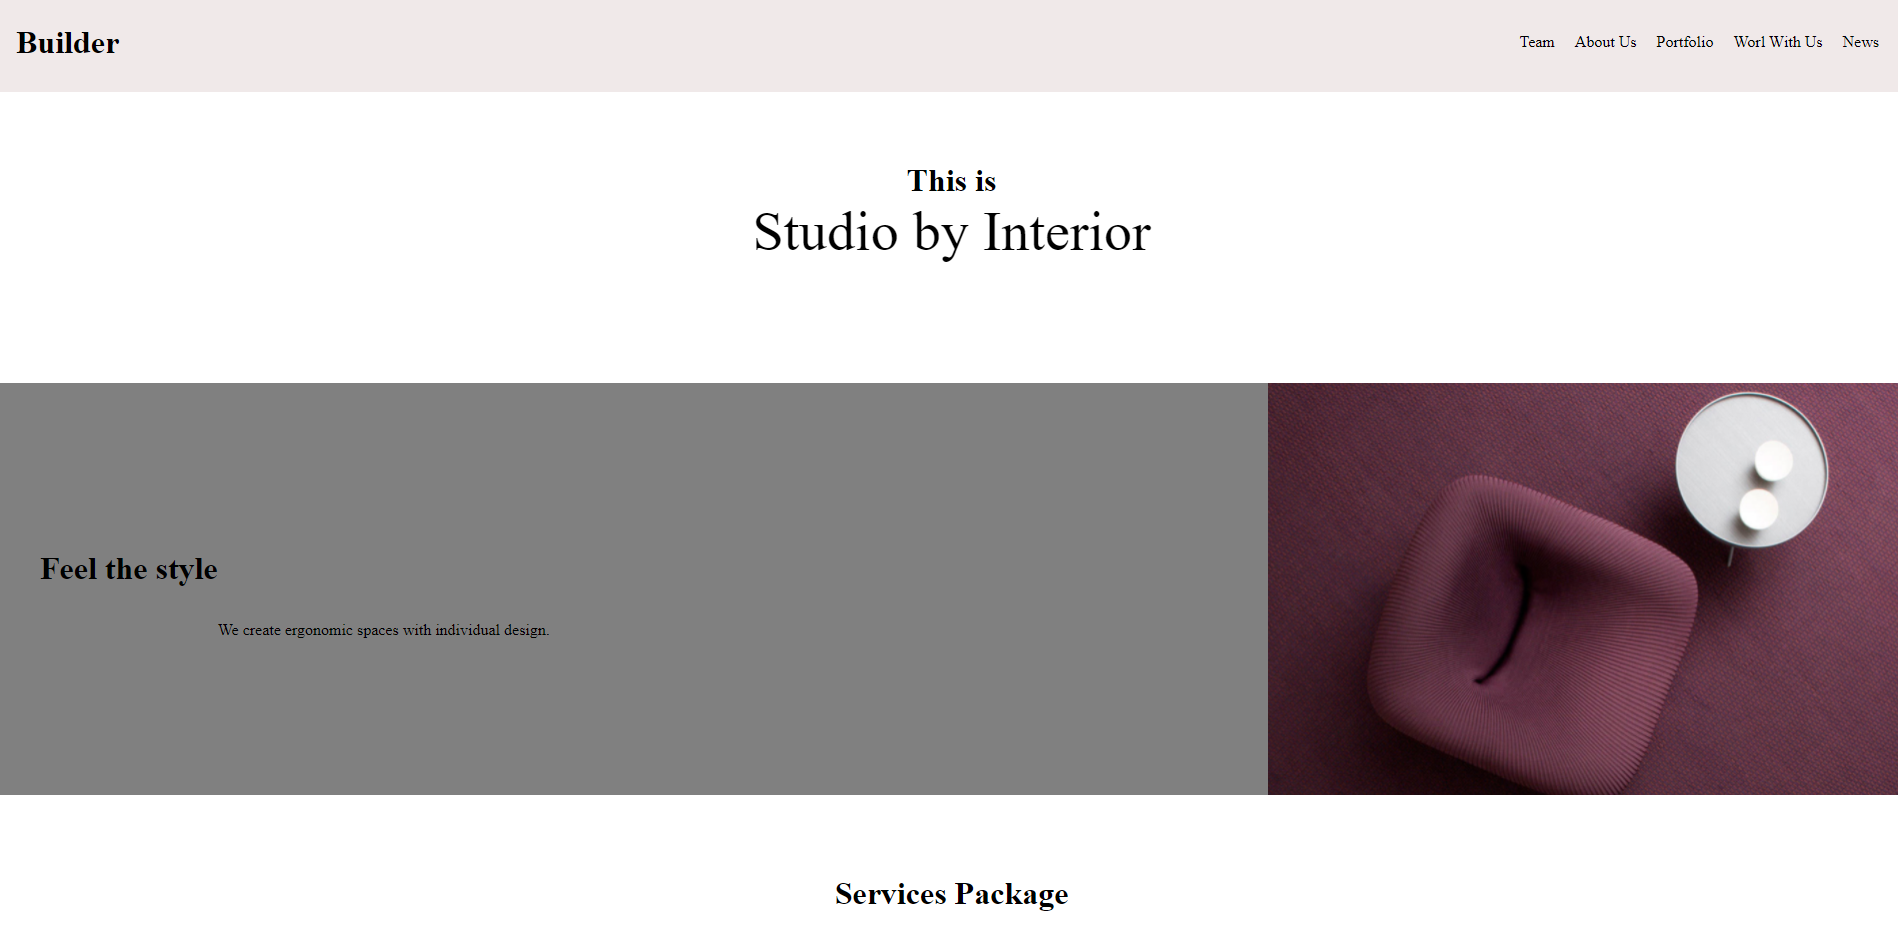 Builder
Team About Us Portfolio Worl With Us News
This is
Studio by Interior
Feel the style
We create ergonomic spaces with individual design.
Services Package